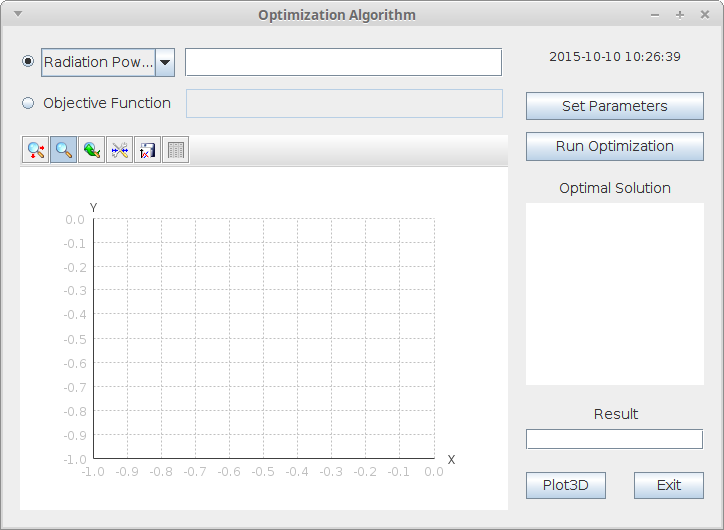 Optimization Algorithm
Radiation Pow...
2015-10-10 10:26:39
Objective Function
Set Parameters
Run Optimization
Optimal Solution
Y
0.0
-0.1
-0.2
-0.3
-0.4
-0.5
-0.6
-0.7
-0.8
-0.9
-1.0
X
-1.0 -0.9 -0.8 -0.7 -0.6 -0.5 -0.4 -0.3 -0.2 -0.1 0.0
Result
Plot3D
Exit